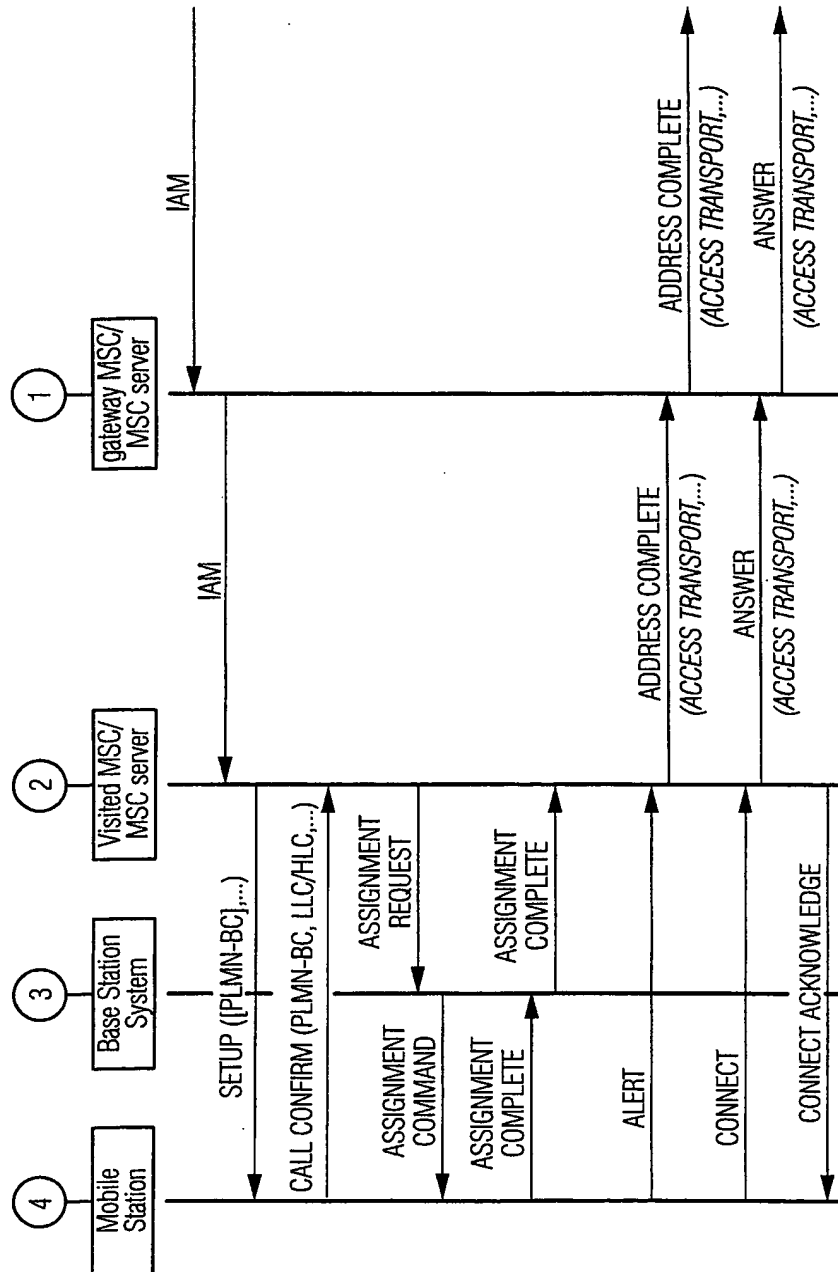 4
Mobile
Station
3
Base Station
System
2
Visited MSC/
MSC server
1
gateway MSC/
MSC server
IAM
IAM
SETUP ([PLMN-BC],...)
CALL CONFIRM (PLMN-BC, LLC/HLC,...)
ASSIGNMENT
REQUEST
ASSIGNMENT
COMMAND
ASSIGNMENT
COMPLETE
ASSIGNMENT
COMPLETE
ALERT
ADDRESS COMPLETE
(ACCESS TRANSPORT,...)
ADDRESS COMPLETE
(ACCESS TRANSPORT,...)
CONNECT
ANSWER
(ACCESS TRANSPORT,...)
ANSWER
(ACCESS TRANSPORT,...)
CONNECT ACKNOWLEDGE